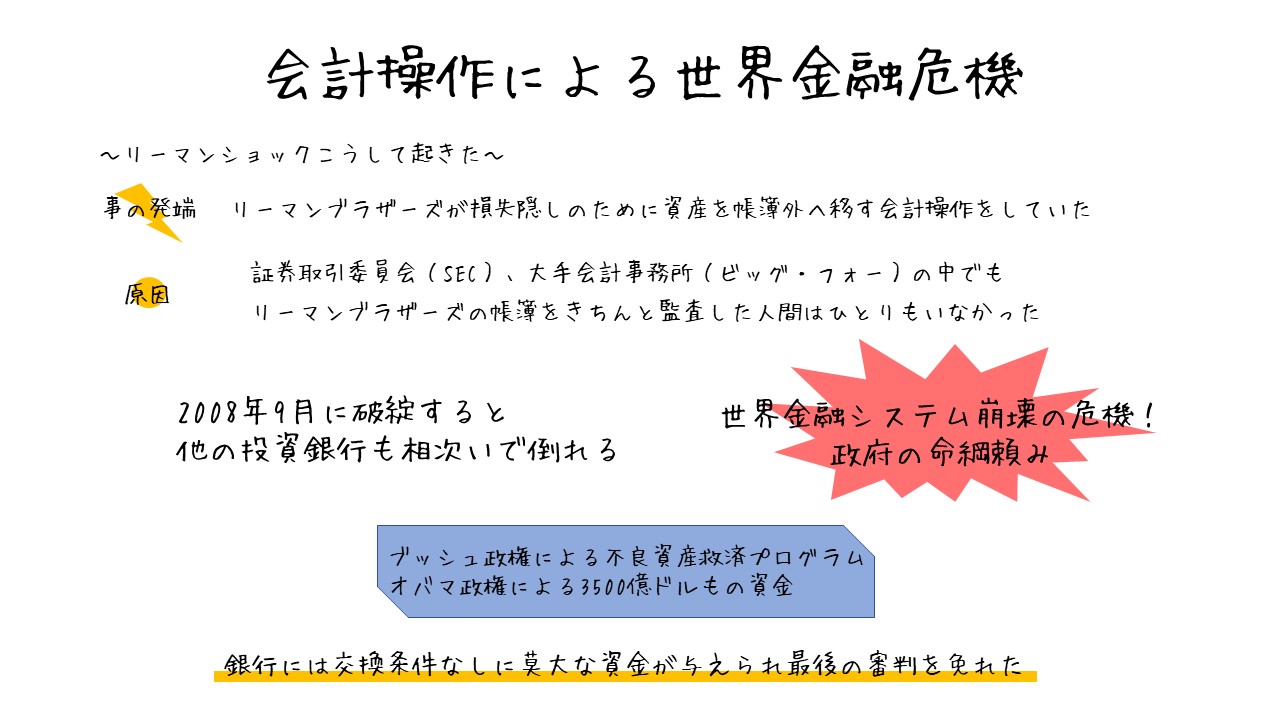 会計操作による世界金融危機
～リーマンショックこうして起きた～
事の発端 リーマンブラザーズが損失隠しのために資産を帳簿外へ移す会計操作をしていた
原因
証券取引委員会（SEC）、大手会計事務所（ビッグ・フォー）の中でも
リーマンブラザーズの帳簿をきちんと監査した人間はひとりもいなかった
2008年9月に破綻すると
他の投資銀行も相次いで倒れる
世界金融システム崩壊の危機！
政府の命綱頼み
ブッシュ政権による不良資産救済プログラム
オバマ政権による3500億ドルもの資金
銀行には交換条件なしに莫大な資金が与えられ最後の審判を免れた